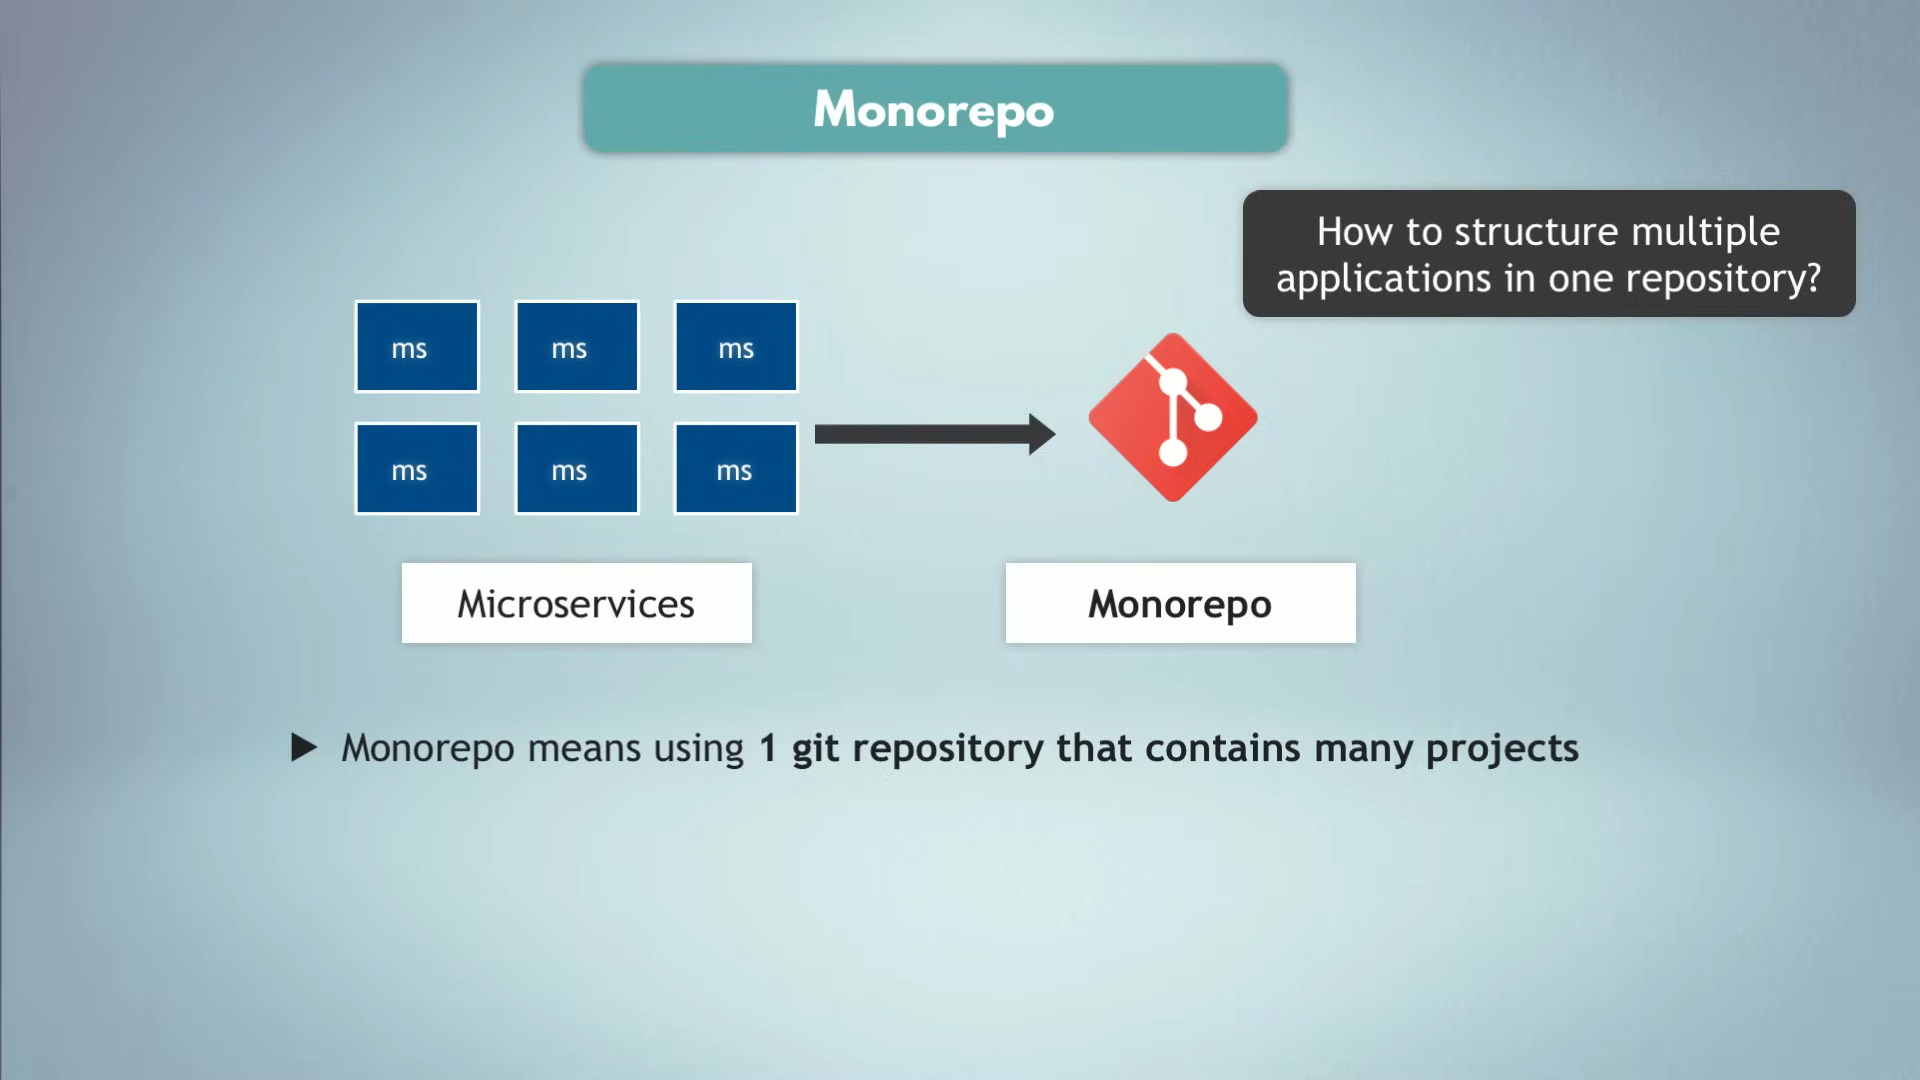 Monorepo
How to structure multiple
applications in one repository?
ms ms ms
ms ms ms
Microservices
Monorepo
Monorepo means using 1 git repository that contains many projects